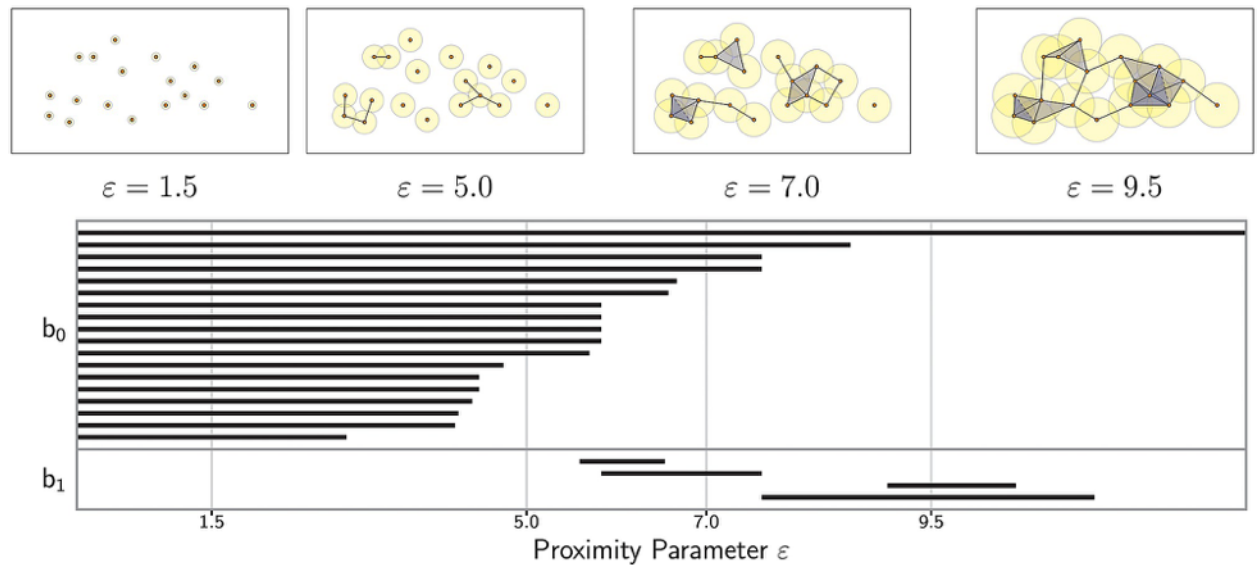 ε = 1.5
ε = 5.0
ε = 7.0
ε = 9.5
b₀
b₁
1.5
5.0
7.0
9.5
Proximity Parameter ε